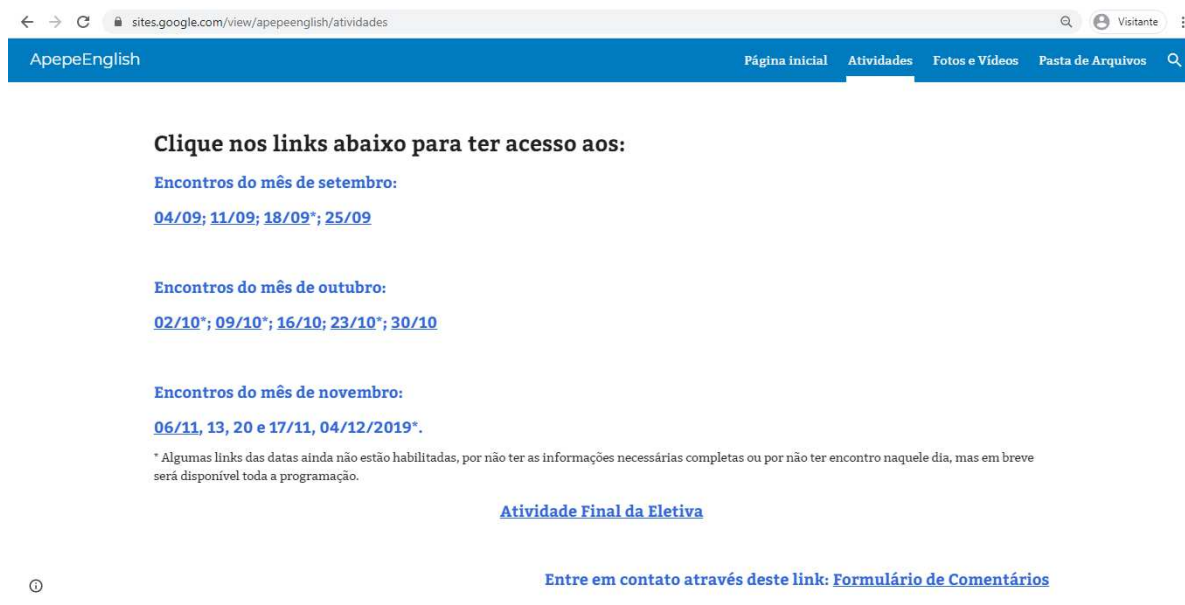 sites.google.com/view/apepeenglish/atividades
Visitante
ApepeEnglish
Página inicial Atividades Fotos e Vídeos Pasta de Arquivos
Clique nos links abaixo para ter acesso aos:
Encontros do mês de setembro:
04/09; 11/09; 18/09*; 25/09
Encontros do mês de outubro:
02/10*; 09/10*; 16/10; 23/10*; 30/10
Encontros do mês de novembro:
06/11, 13, 20 e 17/11, 04/12/2019*.
* Algumas links das datas ainda não estão habilitadas, por não ter as informações necessárias completas ou por não ter encontro naquele dia, mas em breve
será disponível toda a programação.
Atividade Final da Eletiva
Entre em contato através deste link: Formulário de Comentários